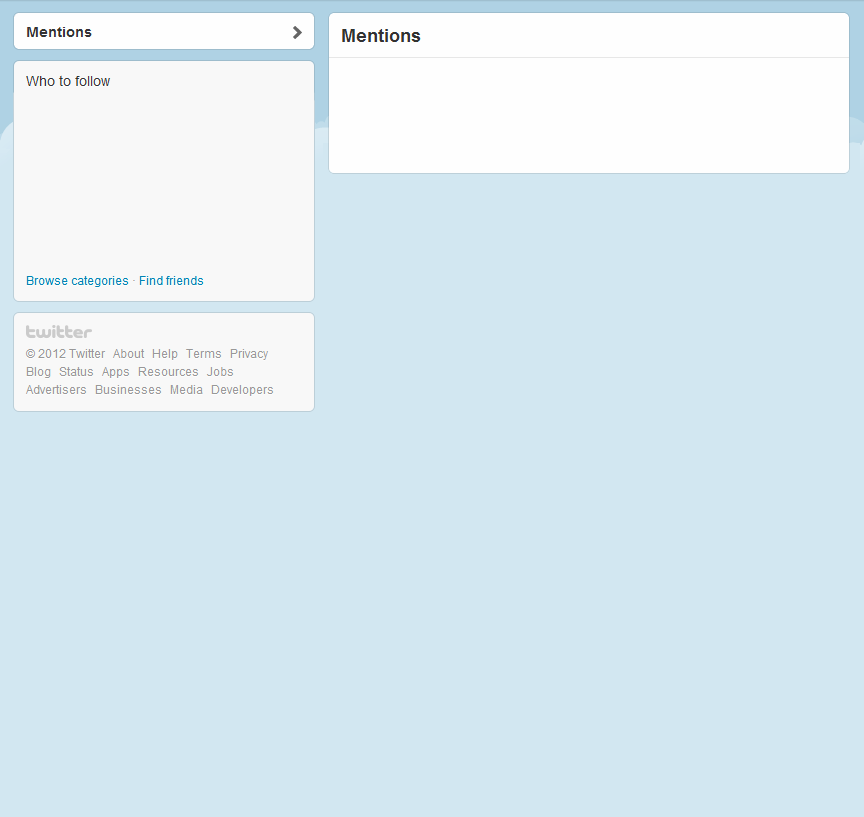 Mentions
Who to follow
Browse categories · Find friends
twitter
© 2012 Twitter About Help Terms Privacy
Blog Status Apps Resources Jobs
Advertisers Businesses Media Developers
Mentions